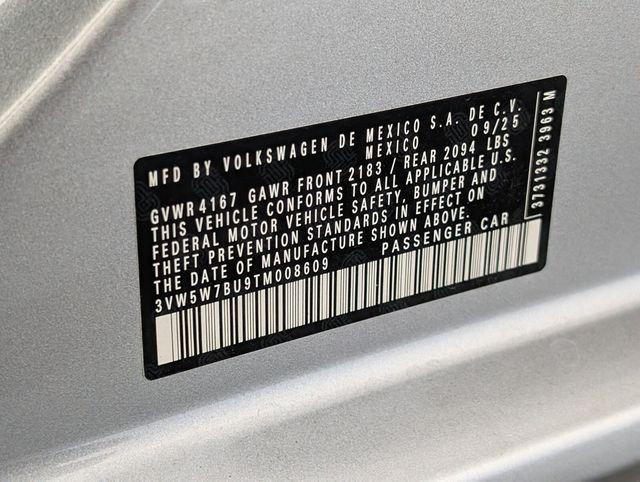 MFD BY VOLKSWAGEN DE MEXICO S.A. DE C.V.
MEXICO 09/25
GVWR 4167 GAWR FRONT 2183 / REAR 2094 LBS
THIS VEHICLE CONFORMS TO ALL APPLICABLE U.S.
FEDERAL MOTOR VEHICLE SAFETY, BUMPER AND
THEFT PREVENTION STANDARDS IN EFFECT ON
THE DATE OF MANUFACTURE SHOWN ABOVE.
3VW5W7BU9TM008609 PASSENGER CAR
3731332 3963 M